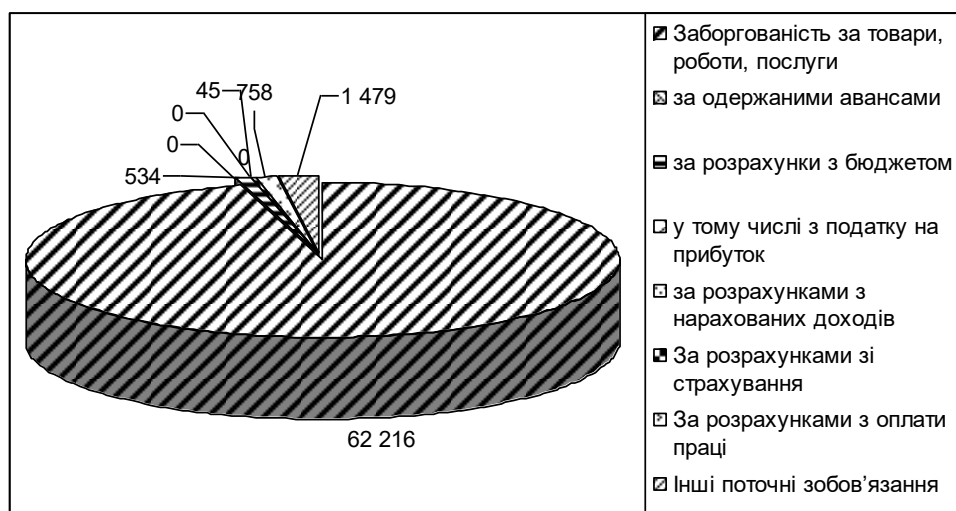 45
758
1 479
0
0
0
534
62 216
Заборгованість за товари,
роботи, послуги
за одержаними авансами
за розрахунки з бюджетом
у тому числі з податку на
прибуток
за розрахунками з
нарахованих доходів
За розрахунками зі
страхування
За розрахунками з оплати
праці
Інші поточні зобов’язання